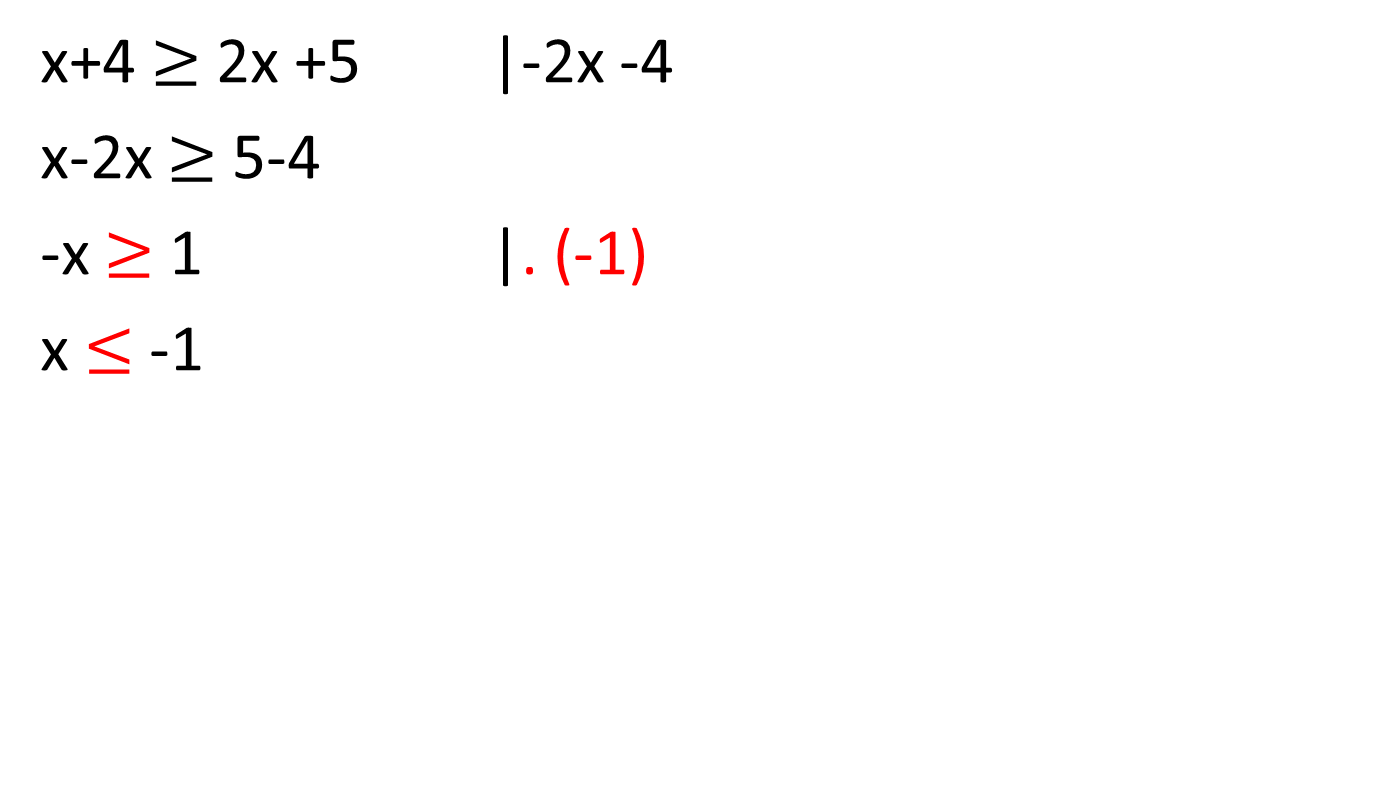 x+4 ≥ 2x +5 |-2x -4
x-2x ≥ 5-4
-x ≥ 1 |. (-1)
x ≤ -1